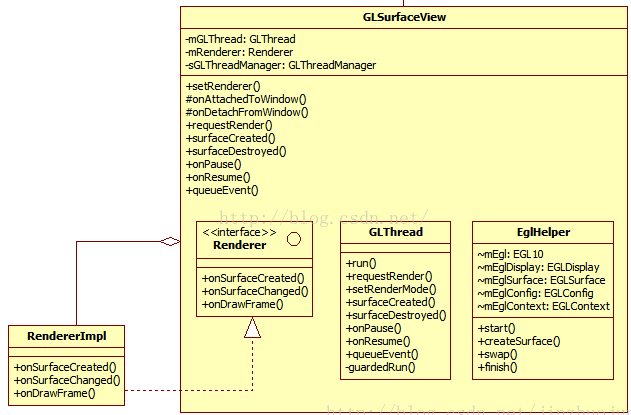 GLSurfaceView
-mGLThread: GLThread
-mRenderer: Renderer
-sGLThreadManager: GLThreadManager
+setRenderer()
#onAttachedToWindow()
#onDetachFromWindow()
+requestRender()
+surfaceCreated()
+surfaceDestroyed()
+onPause()
+onResume()
+queueEvent()
http://blog.csdn.net/
<<interface>>
Renderer
+onSurfaceCreated()
+onSurfaceChanged()
+onDrawFrame()
GLThread
+run()
+requestRender()
+setRenderMode()
+surfaceCreated()
+surfaceDestroyed()
+onPause()
+onResume()
+queueEvent()
-guardedRun()
EglHelper
~mEgl: EGL10
~mEglDisplay: EGLDisplay
~mEglSurface: EGLSurface
~mEglConfig: EGLConfig
~mEglContext: EGLContext
+start()
+createSurface()
+swap()
+finish()
RendererImpl
+onSurfaceCreated()
+onSurfaceChanged()
+onDrawFrame()